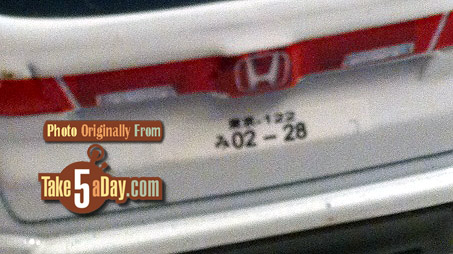 東京-122
み02-28
Photo Originally From
Take5aDay.com